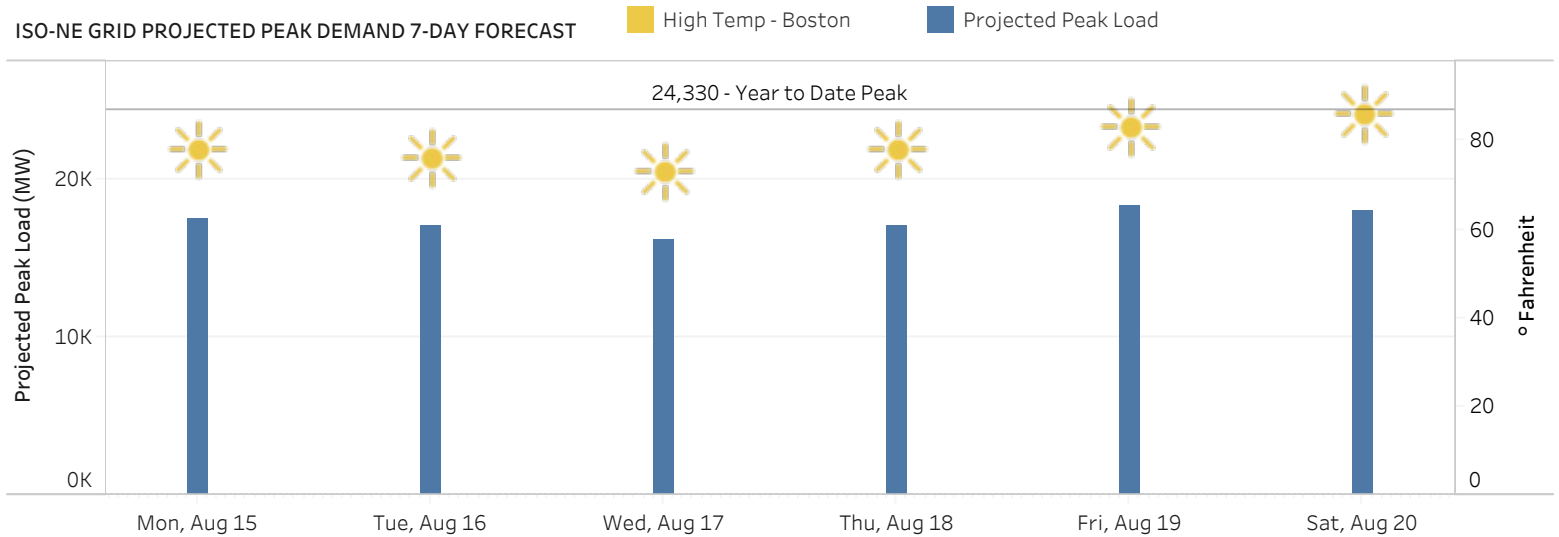 ISO-NE GRID PROJECTED PEAK DEMAND 7-DAY FORECAST
High Temp - Boston
Projected Peak Load
24,330 - Year to Date Peak
Projected Peak Load (MW)
20K
10K
0K
80
60
40
20
0
º Fahrenheit
Mon, Aug 15
Tue, Aug 16
Wed, Aug 17
Thu, Aug 18
Fri, Aug 19
Sat, Aug 20